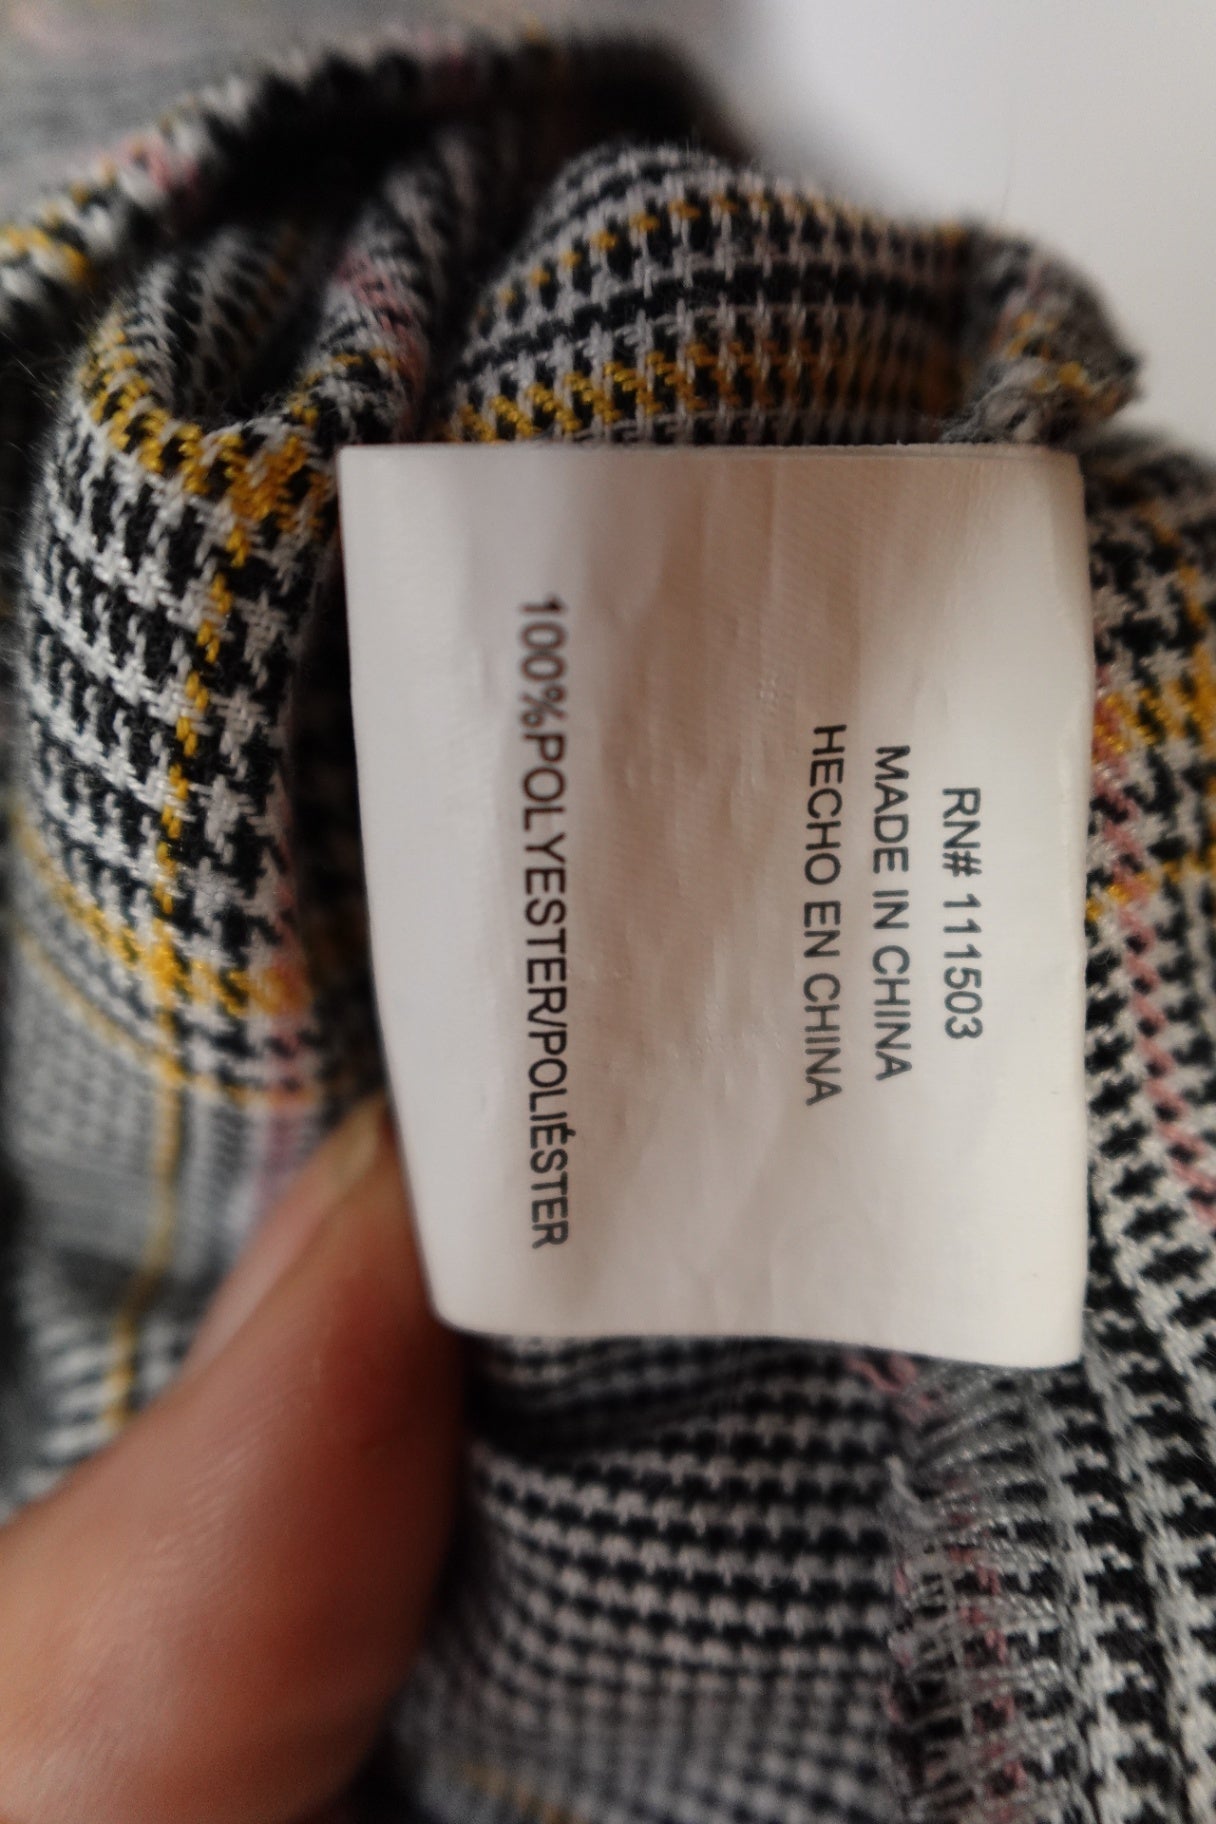 RN# 111503
MADE IN CHINA
HECHO EN CHINA
100%POLYESTER/POLIÉSTER